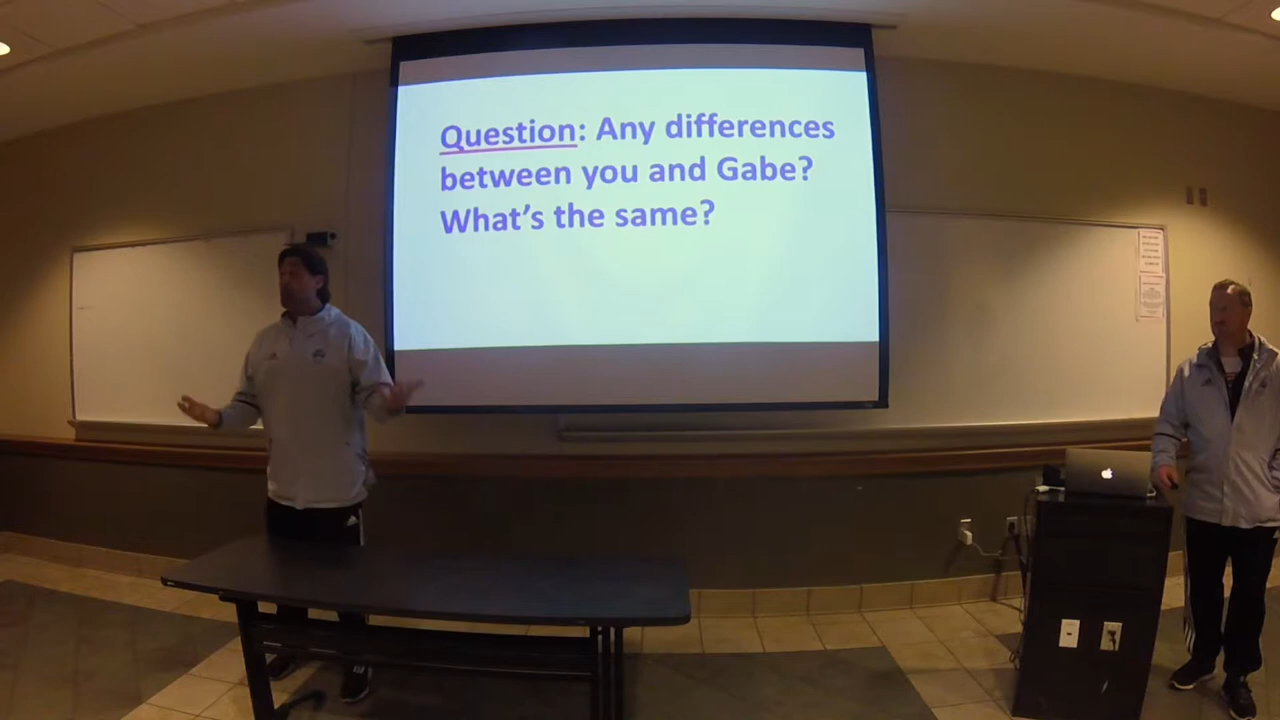 Question: Any differences
between you and Gabe?
What's the same?